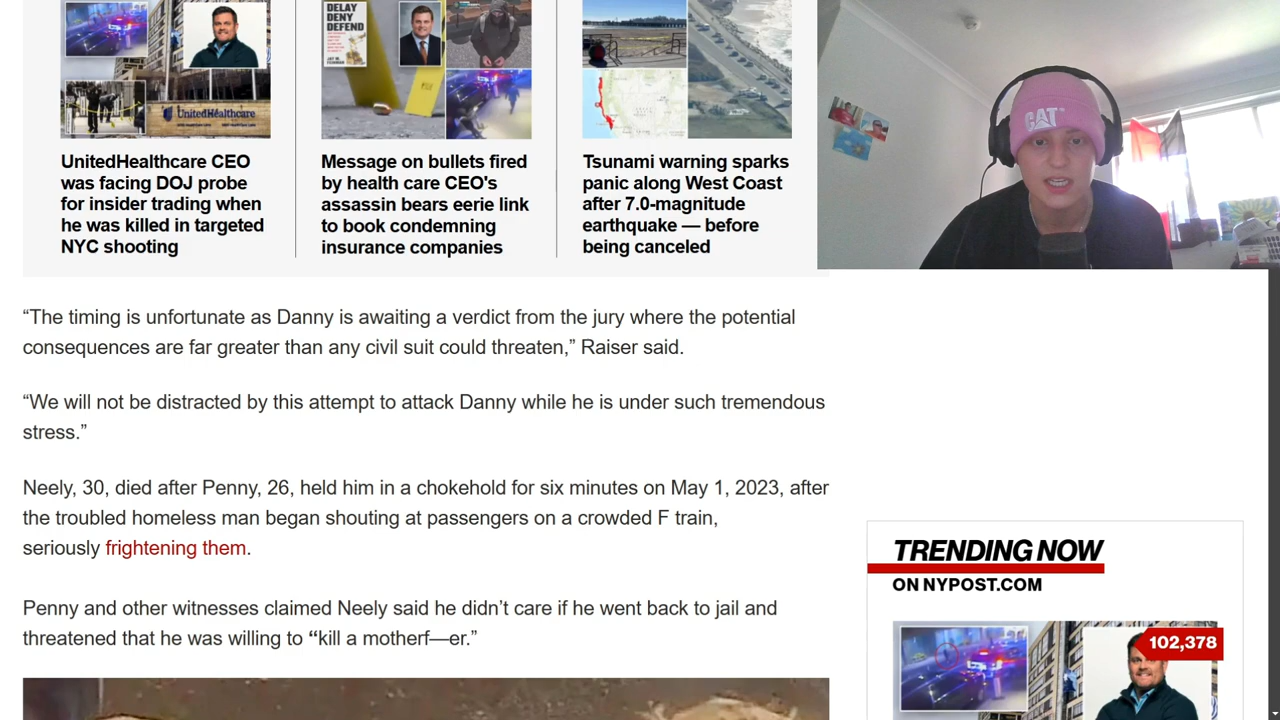 DELAY
DENY
DEFEND
UnitedHealthcare
UnitedHealthcare CEO
was facing DOJ probe
for insider trading when
he was killed in targeted
NYC shooting
Message on bullets fired
by health care CEO's
assassin bears eerie link
to book condemning
insurance companies
Tsunami warning sparks
panic along West Coast
after 7.0-magnitude
earthquake — before
being canceled
CAT
“The timing is unfortunate as Danny is awaiting a verdict from the jury where the potential
consequences are far greater than any civil suit could threaten,” Raiser said.
“We will not be distracted by this attempt to attack Danny while he is under such tremendous
stress.”
Neely, 30, died after Penny, 26, held him in a chokehold for six minutes on May 1, 2023, after
the troubled homeless man began shouting at passengers on a crowded F train,
seriously frightening them.
Penny and other witnesses claimed Neely said he didn’t care if he went back to jail and
threatened that he was willing to “kill a motherf—er.”
TRENDING NOW
ON NYPOST.COM
102,378